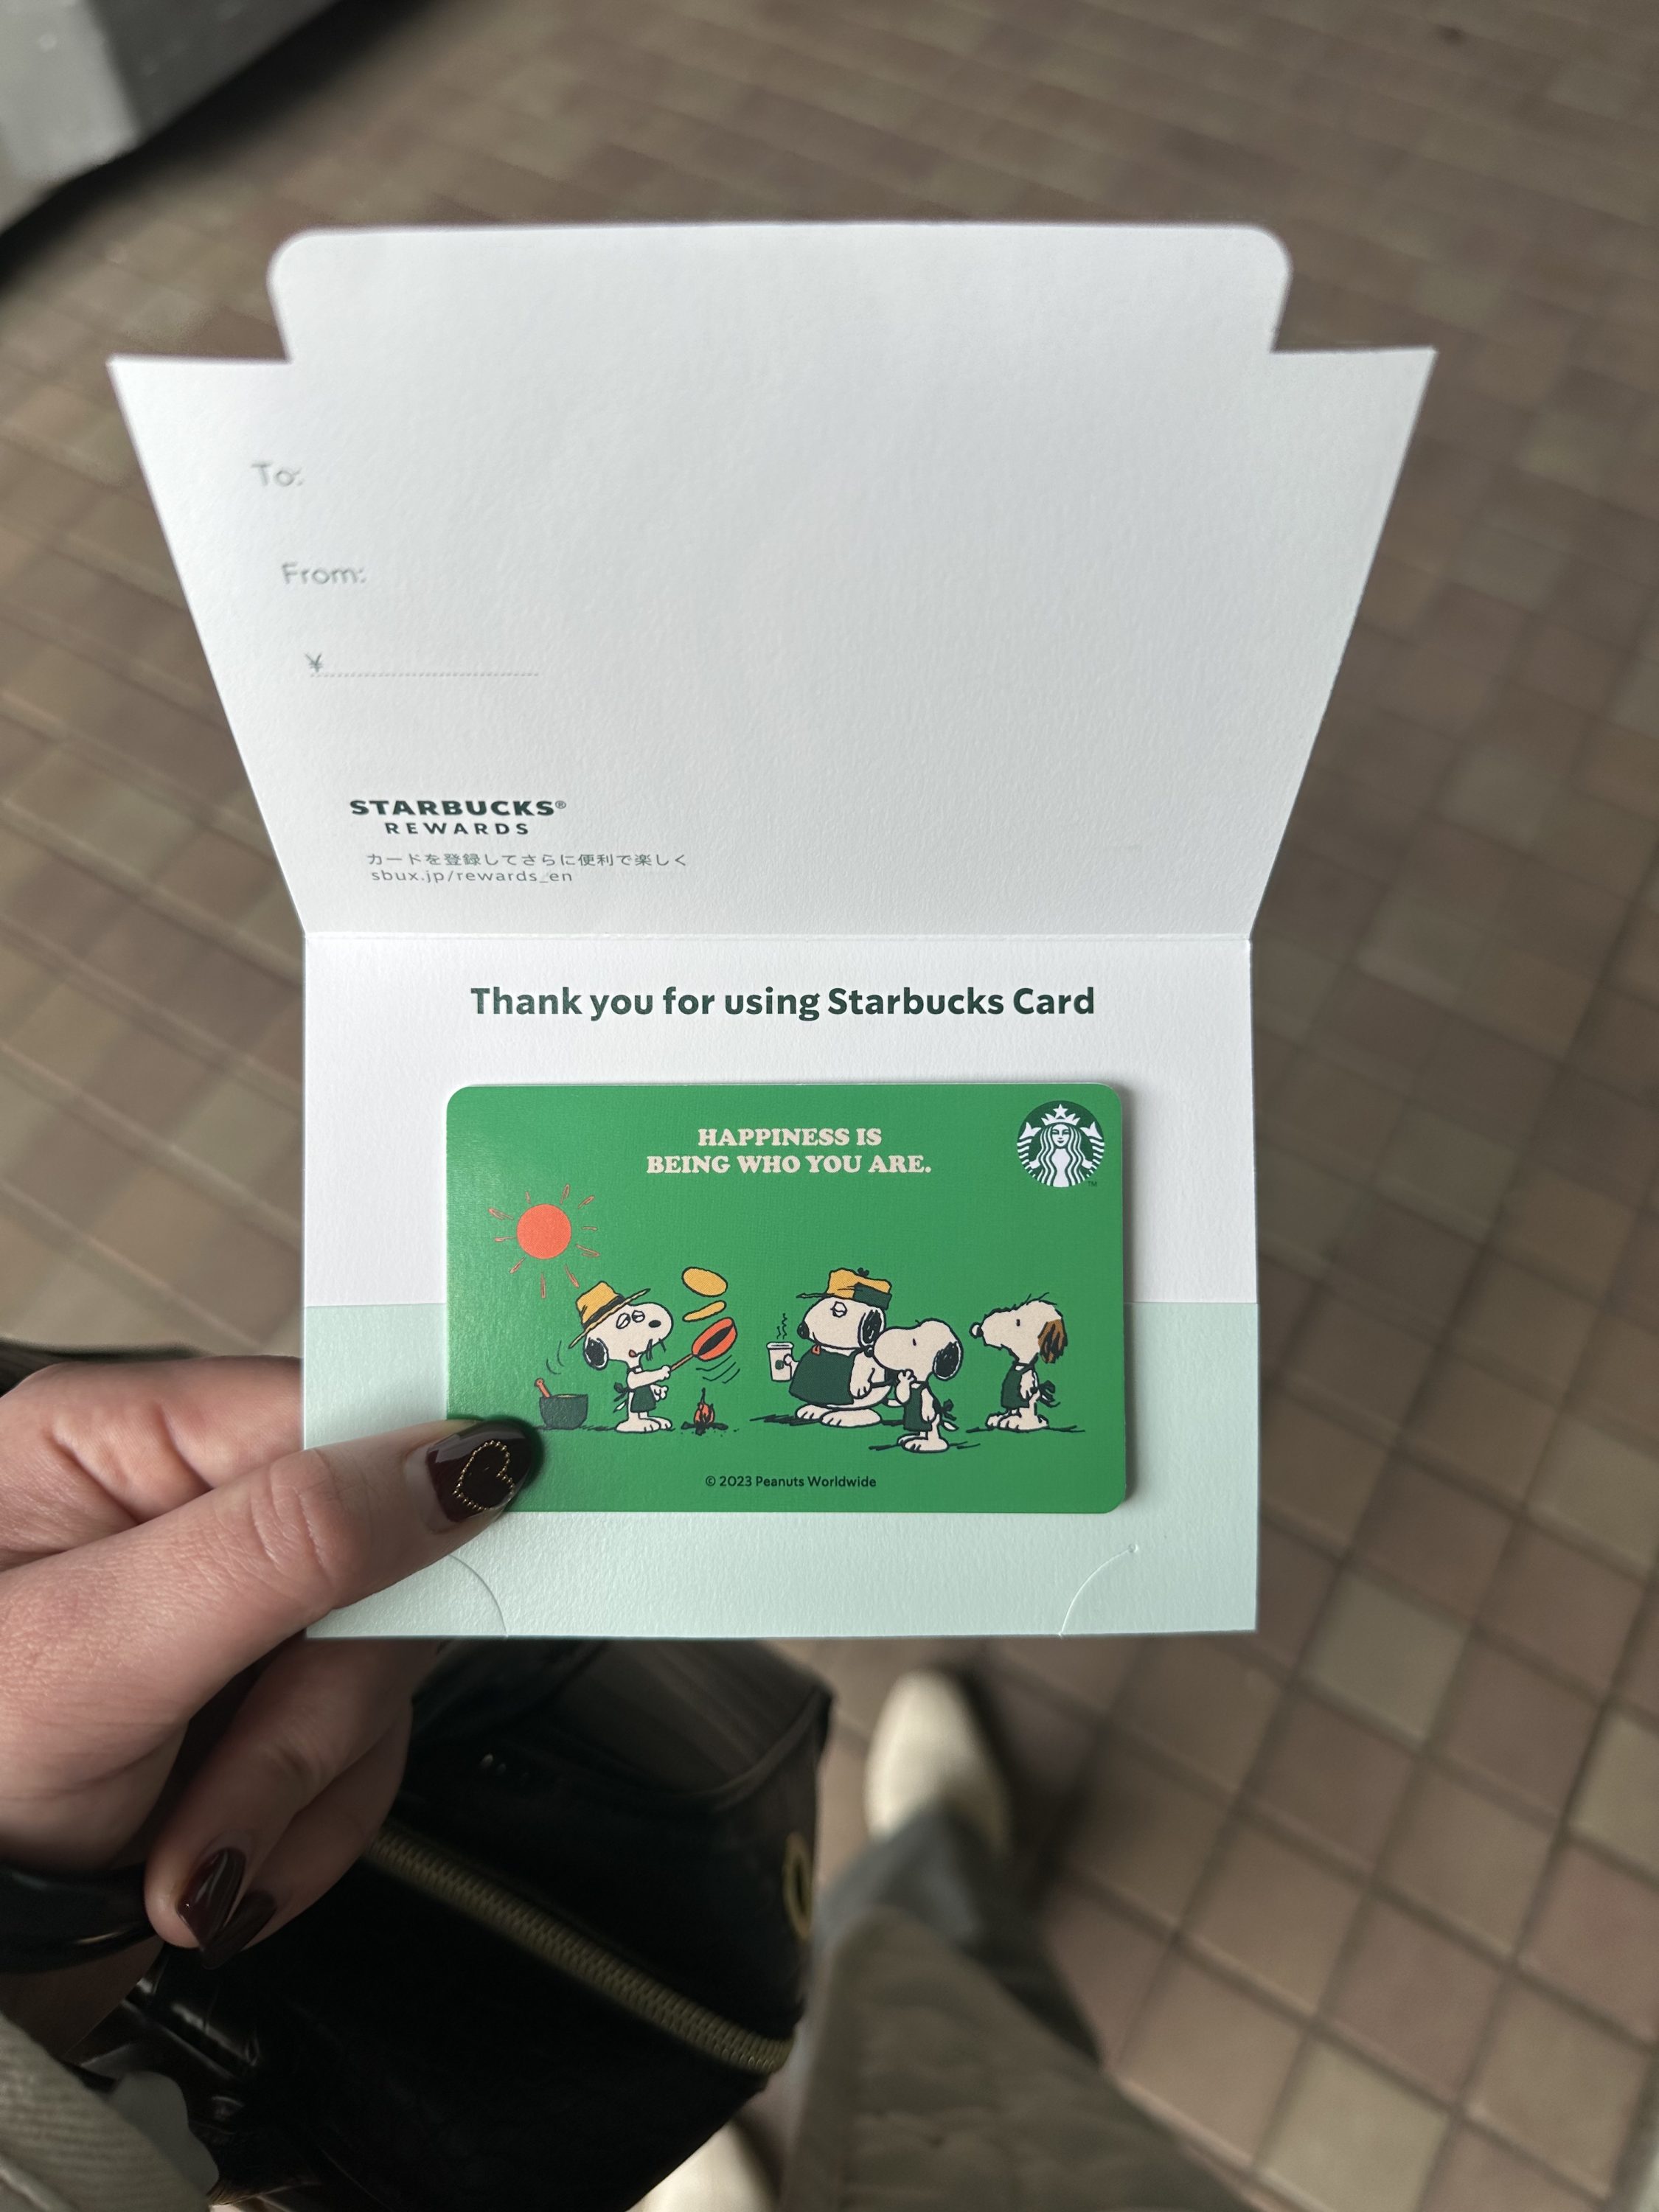 To:
From:
¥
STARBUCKS®
REWARDS
カードを登録してさらに便利で楽しく
sbux.jp/rewards_en
Thank you for using Starbucks Card
HAPPINESS IS
BEING WHO YOU ARE.
TM
© 2023 Peanuts Worldwide